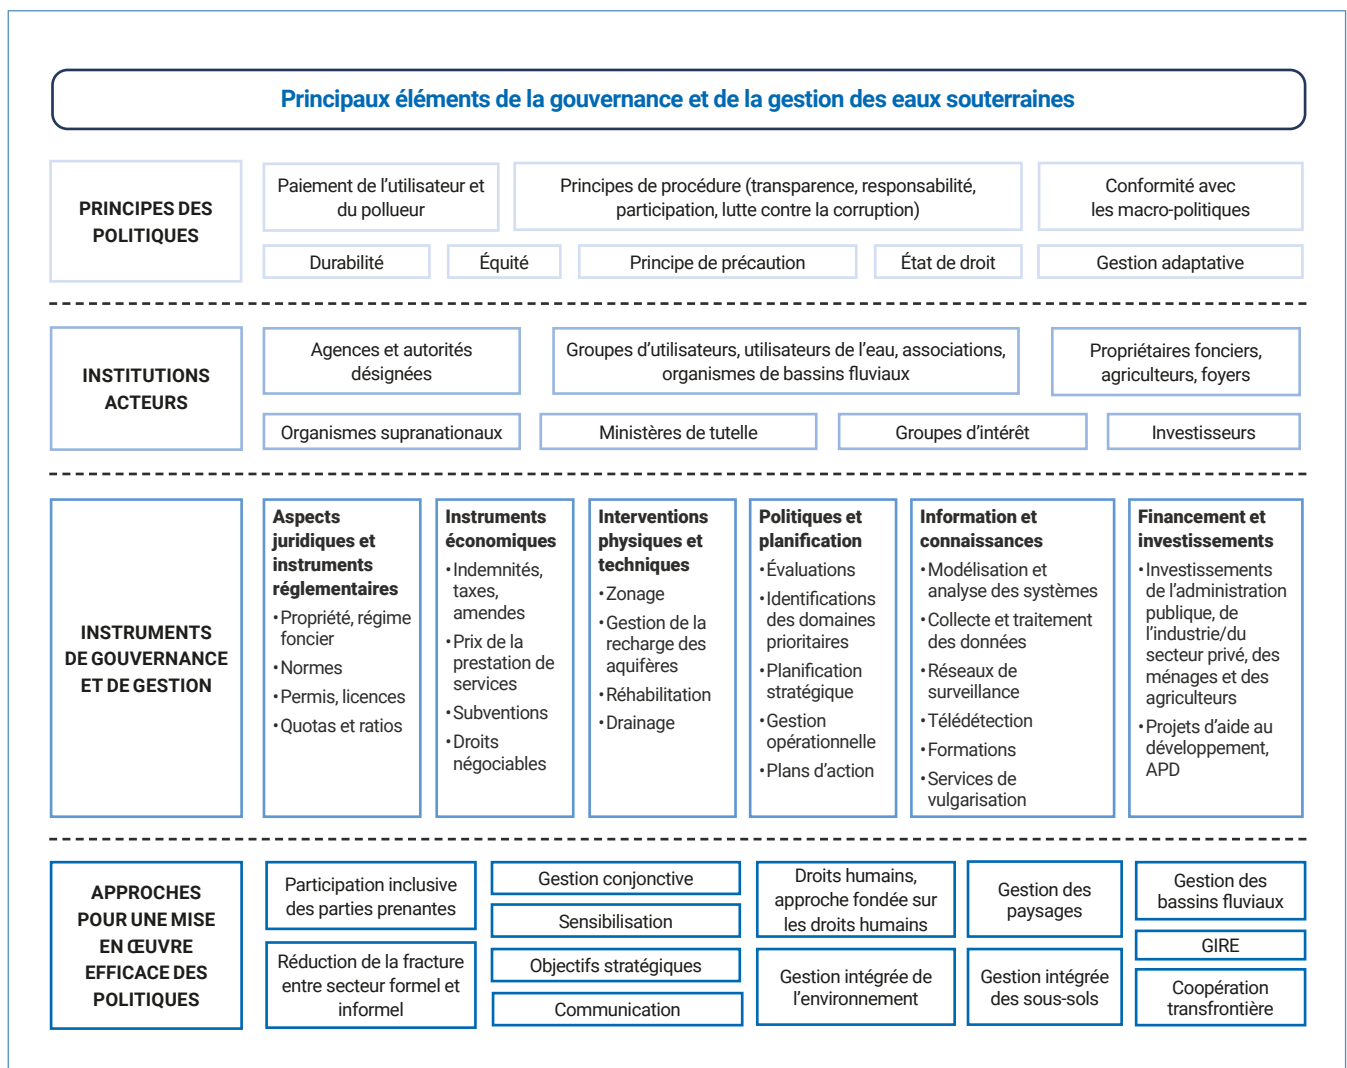 Principaux éléments de la gouvernance et de la gestion des eaux souterraines
PRINCIPES DES
POLITIQUES
Paiement de l'utilisateur et
du pollueur
Principes de procédure (transparence, responsabilité,
participation, lutte contre la corruption)
Conformité avec
les macro-politiques
Durabilité
Équité
Principe de précaution
État de droit
Gestion adaptative
INSTITUTIONS
ACTEURS
Agences et autorités
désignées
Groupes d'utilisateurs, utilisateurs de l'eau, associations,
organismes de bassins fluviaux
Propriétaires fonciers,
agriculteurs, foyers
Organismes supranationaux
Ministères de tutelle
Groupes d'intérêt
Investisseurs
INSTRUMENTS
DE GOUVERNANCE
ET DE GESTION
Aspects
juridiques et
instruments
réglementaires
• Propriété, régime
foncier
• Normes
• Permis, licences
• Quotas et ratios
Instruments
économiques
• Indemnités,
taxes,
amendes
• Prix de la
prestation de
services
• Subventions
• Droits
négociables
Interventions
physiques et
techniques
• Zonage
• Gestion de la
recharge des
aquifères
• Réhabilitation
• Drainage
Politiques et
planification
• Évaluations
• Identifications
des domaines
prioritaires
• Planification
stratégique
• Gestion
opérationnelle
• Plans d'action
Information et
connaissances
• Modélisation et
analyse des systèmes
• Collecte et traitement
des données
• Réseaux de
surveillance
• Télédétection
• Formations
• Services de
vulgarisation
Financement et
investissements
• Investissements
de l'administration
publique, de
l'industrie/du
secteur privé, des
ménages et des
agriculteurs
• Projets d'aide au
développement,
APD
APPROCHES
POUR UNE MISE
EN ŒUVRE
EFFICACE DES
POLITIQUES
Participation inclusive
des parties prenantes
Réduction de la fracture
entre secteur formel et
informel
Gestion conjonctive
Sensibilisation
Objectifs stratégiques
Communication
Droits humains,
approche fondée sur
les droits humains
Gestion intégrée de
l'environnement
Gestion des
paysages
Gestion intégrée
des sous-sols
Gestion des
bassins fluviaux
GIRE
Coopération
transfrontière